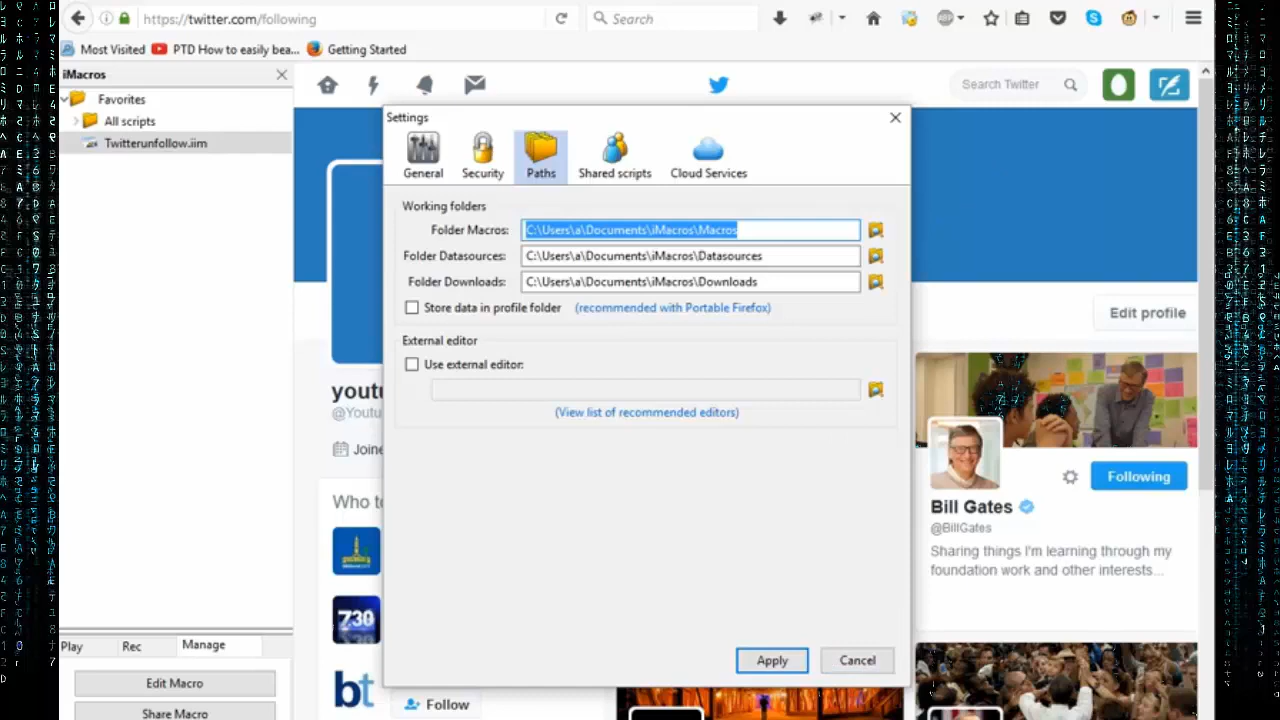 https://twitter.com/following
Search
Most Visited
PTD How to easily bea...
Getting Started
iMacros
Favorites
All scripts
Twitterunfollow.iim
Search Twitter
Settings
General
Security
Paths
Shared scripts
Cloud Services
Working folders
Folder Macros:
C:\Users\a\Documents\iMacros\Macros
Folder Datasources:
C:\Users\a\Documents\iMacros\Datasources
Folder Downloads:
C:\Users\a\Documents\iMacros\Downloads
Store data in profile folder
(recommended with Portable Firefox)
External editor
Use external editor:
(View list of recommended editors)
Apply
Cancel
Edit profile
youtu
@Youtu
Joine
Who to
730
bt
Follow
Following
Bill Gates
@BillGates
Sharing things I'm learning through my
foundation work and other interests...
Play
Rec
Manage
Edit Macro
Share Macro